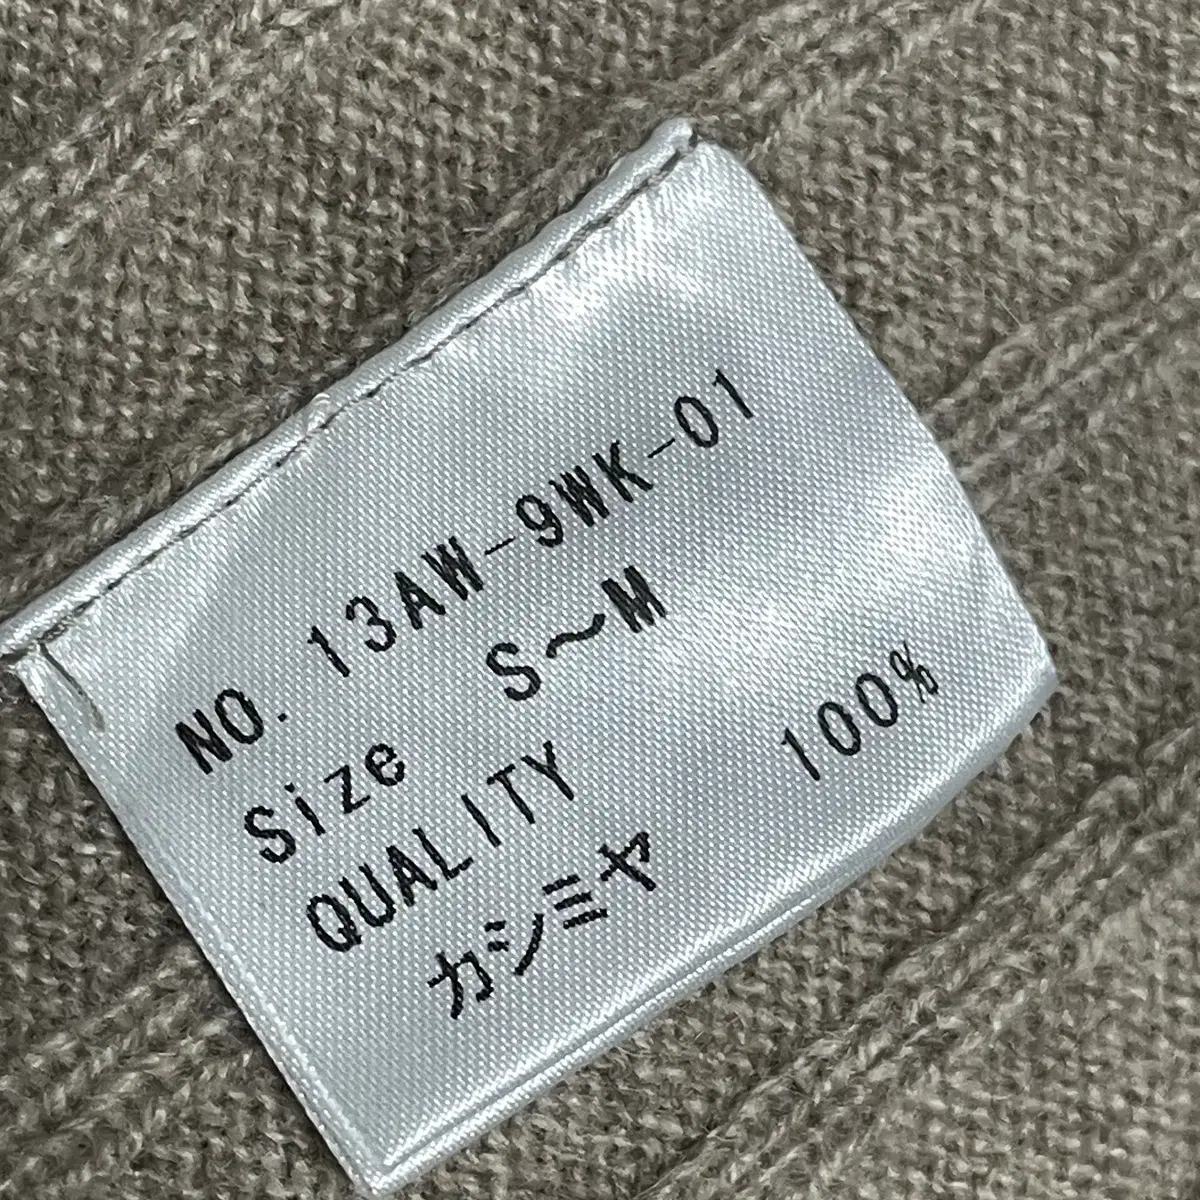 NO. 13AW-9WK-01
Size S～M
QUALITY
カシミヤ 100%